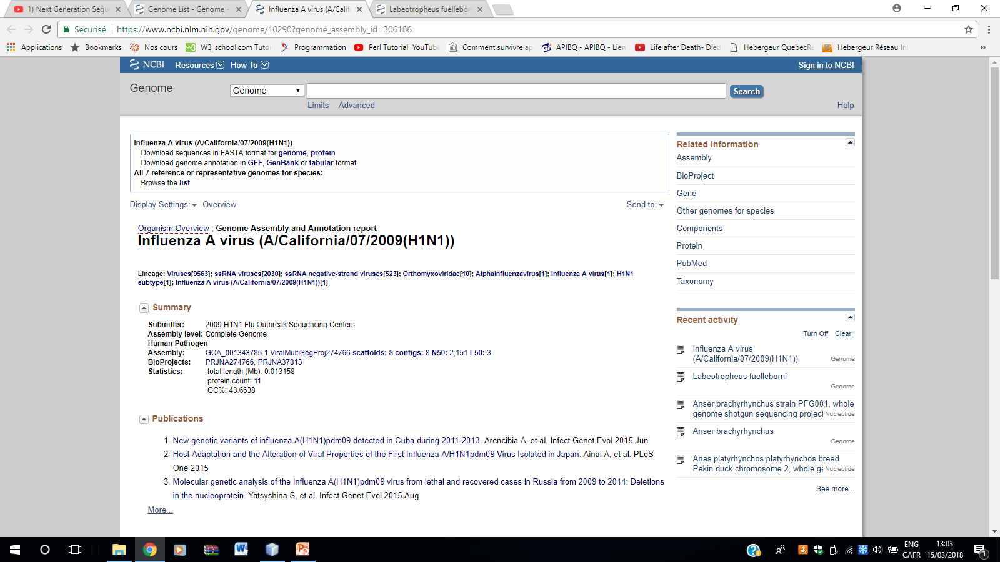 1) Next Generation Sequ
Genome List - Genome -
Influenza A virus (A/Calif
Labeotropheus fuelleborn
Sécurisé
https://www.ncbi.nlm.nih.gov/genome/10290?genome_assembly_id=306186
Applications
Bookmarks
Nos cours
W3_school.com Tutor
Programmation
Perl Tutorial YouTube
Comment survivre ap
APIBQ - APIBQ - Lien
Life after Death- Died
Hebergeur QuebecRé
Hebergeur Réseau In
»
NCBI
Resources
How To
Sign in to NCBI
Genome
Genome
Search
Limits
Advanced
Help
Influenza A virus (A/California/07/2009(H1N1))
Download sequences in FASTA format for genome, protein
Download genome annotation in GFF, GenBank or tabular format
All 7 reference or representative genomes for species:
Browse the list
Display Settings:
Overview
Send to:
Organism Overview ; Genome Assembly and Annotation report
Influenza A virus (A/California/07/2009(H1N1))
Lineage: Viruses[9563]; ssRNA viruses[2030]; ssRNA negative-strand viruses[523]; Orthomyxoviridae[10]; Alphainfluenzavirus[1]; Influenza A virus[1]; H1N1
subtype[1]; Influenza A virus (A/California/07/2009(H1N1))[1]
Summary
Submitter: 2009 H1N1 Flu Outbreak Sequencing Centers
Assembly level: Complete Genome
Human Pathogen
Assembly: GCA_001343785.1 ViralMultiSegProj274766 scaffolds: 8 contigs: 8 N50: 2,151 L50: 3
BioProjects: PRJNA274766, PRJNA37813
Statistics: total length (Mb): 0.013158
protein count: 11
GC%: 43.6638
Publications
1. New genetic variants of influenza A(H1N1)pdm09 detected in Cuba during 2011-2013. Arencibia A, et al. Infect Genet Evol 2015 Jun
2. Host Adaptation and the Alteration of Viral Properties of the First Influenza A/H1N1pdm09 Virus Isolated in Japan. Ainai A, et al. PLoS
One 2015
3. Molecular genetic analysis of the Influenza A(H1N1)pdm09 virus from lethal and recovered cases in Russia from 2009 to 2014: Deletions
in the nucleoprotein. Yatsyshina S, et al. Infect Genet Evol 2015 Aug
More...
Related information
Assembly
BioProject
Gene
Other genomes for species
Components
Protein
PubMed
Taxonomy
Recent activity
Turn Off
Clear
Influenza A virus
(A/California/07/2009(H1N1))
Genome
Labeotropheus fuelleborni
Genome
Anser brachyrhynchus strain PFG001, whole
genome shotgun sequencing project
Nucleotide
Anser brachyrhynchus
Genome
Anas platyrhynchos platyrhynchos breed
Pekin duck chromosome 2, whole ge
Nucleotide
See more...
ENG
CAFR
13:03
15/03/2018
1